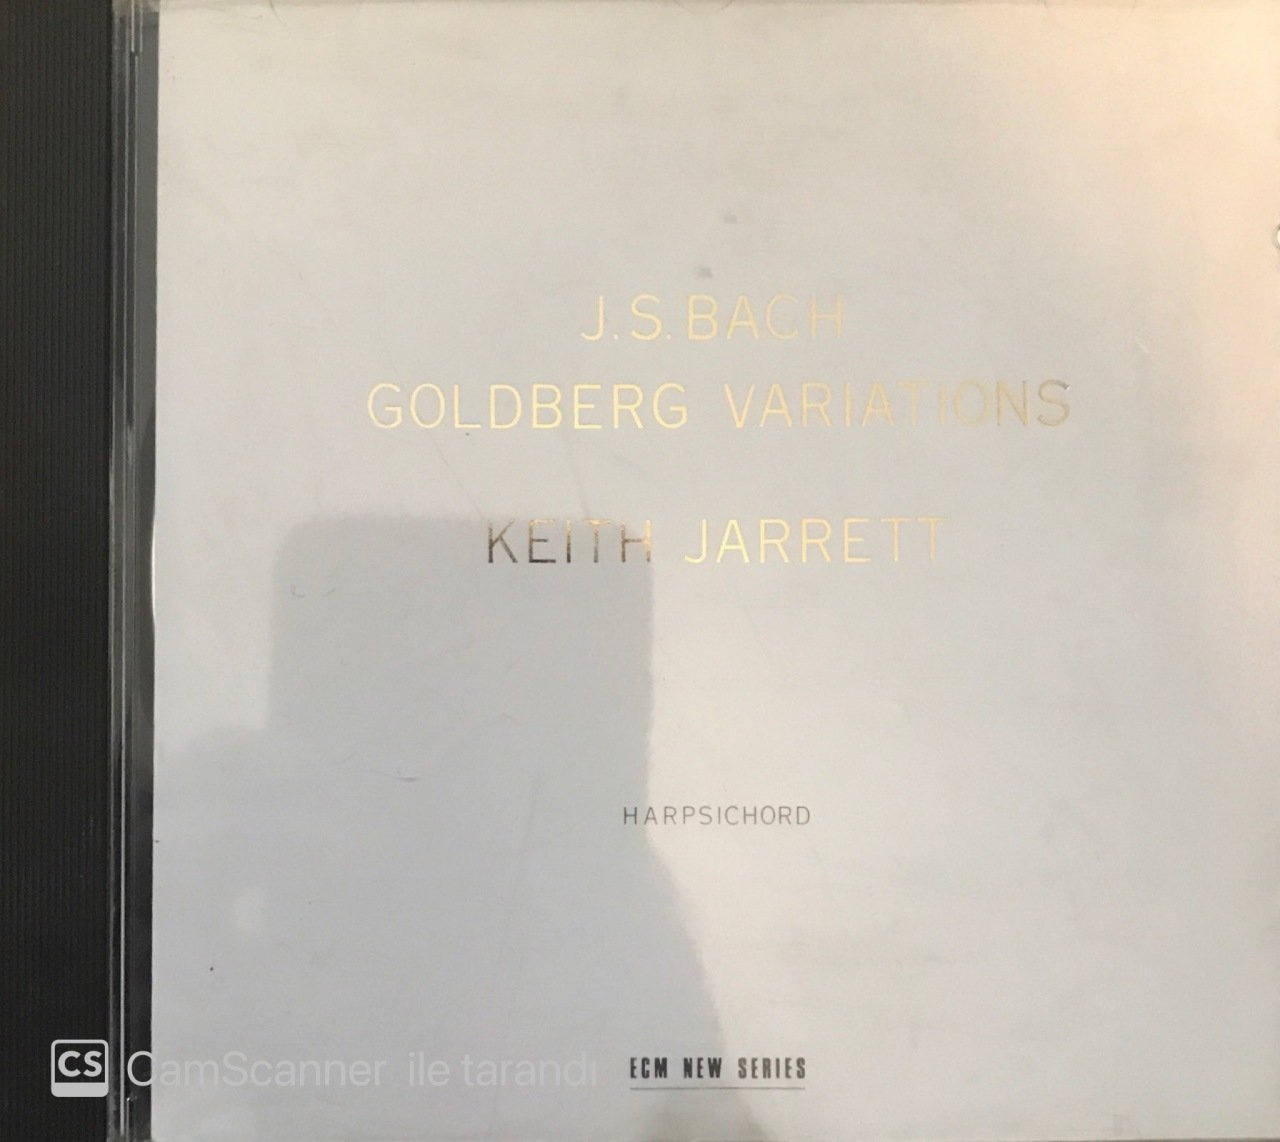 J.S.BACH
GOLDBERG VARIATIONS
KEITH JARRETT
HARPSICHORD
ECM NEW SERIES
CS CamScanner ile tarandı